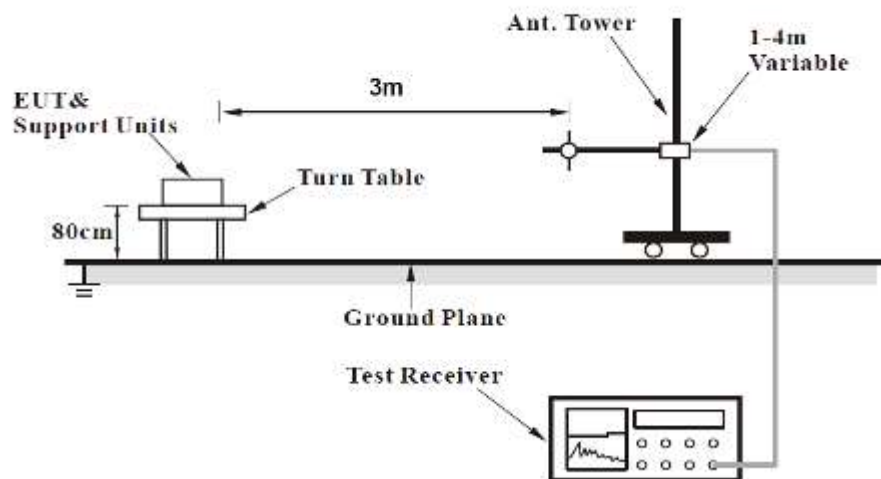 Ant. Tower
1-4m
Variable
3m
EUT&
Support Units
Turn Table
80cm
Ground Plane
Test Receiver